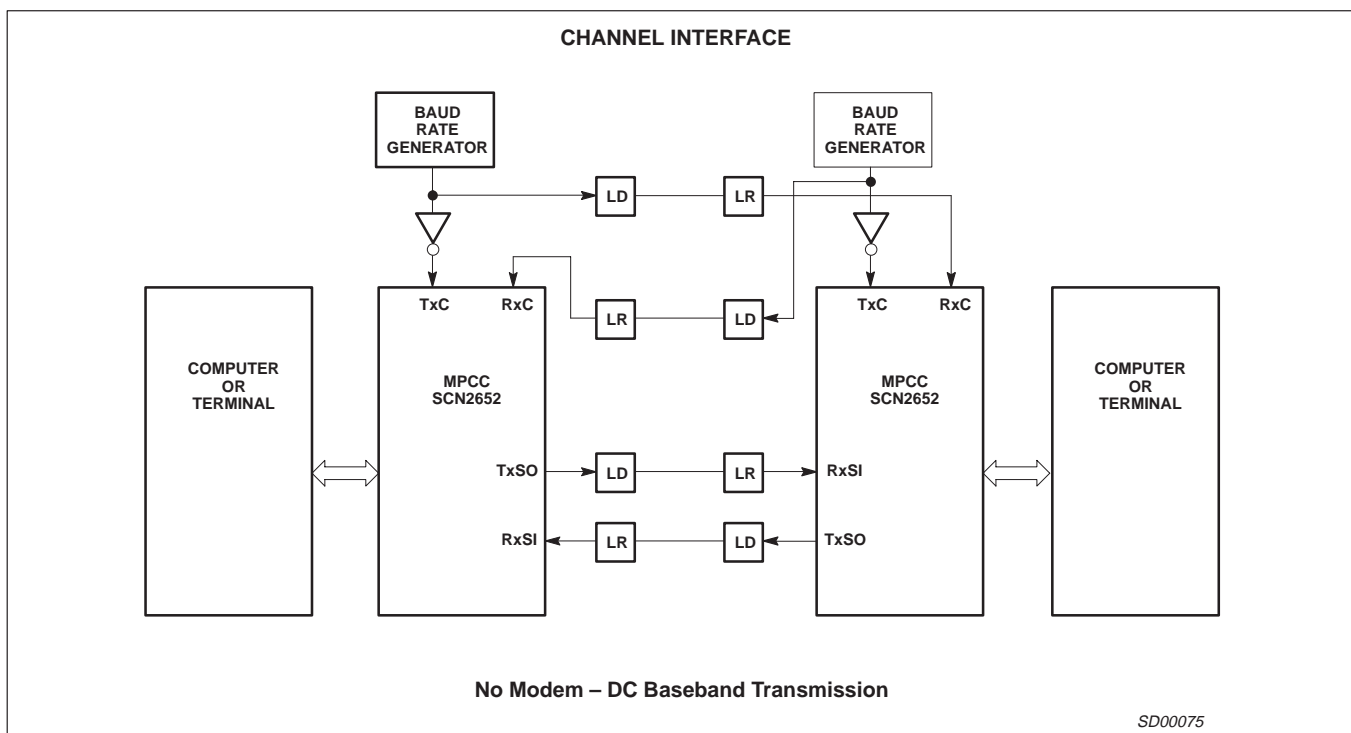 CHANNEL INTERFACE
BAUD
RATE
GENERATOR
BAUD
RATE
GENERATOR
LD
LR
TxC
RxC
LR
LD
TxC
RxC
COMPUTER
OR
TERMINAL
MPCC
SCN2652
MPCC
SCN2652
COMPUTER
OR
TERMINAL
TxSO
LD
LR
RxSI
RxSI
LR
LD
TxSO
No Modem – DC Baseband Transmission
SD00075